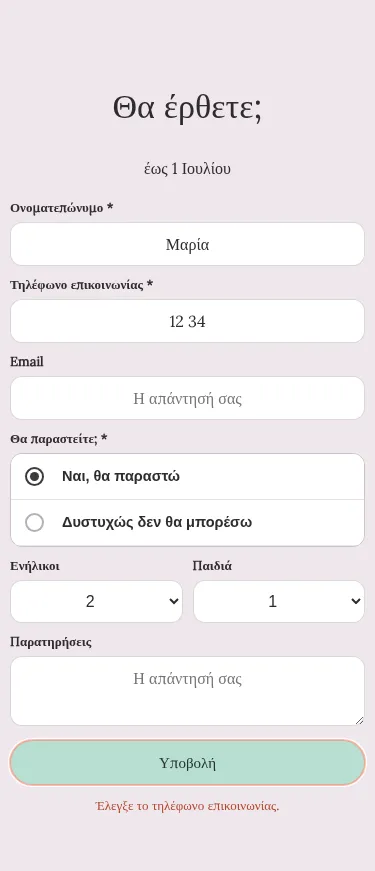 Θα έρθετε;
έως 1 Ιουλίου
Ονοματεπώνυμο *
Μαρία
Τηλέφωνο επικοινωνίας *
12 34
Email
Η απάντησή σας
Θα παραστείτε; *
Ναι, θα παραστώ
Δυστυχώς δεν θα μπορέσω
Ενήλικοι Παιδιά
2 1
Παρατηρήσεις
Η απάντησή σας
Υποβολή
Έλεγξε το τηλέφωνο επικοινωνίας.